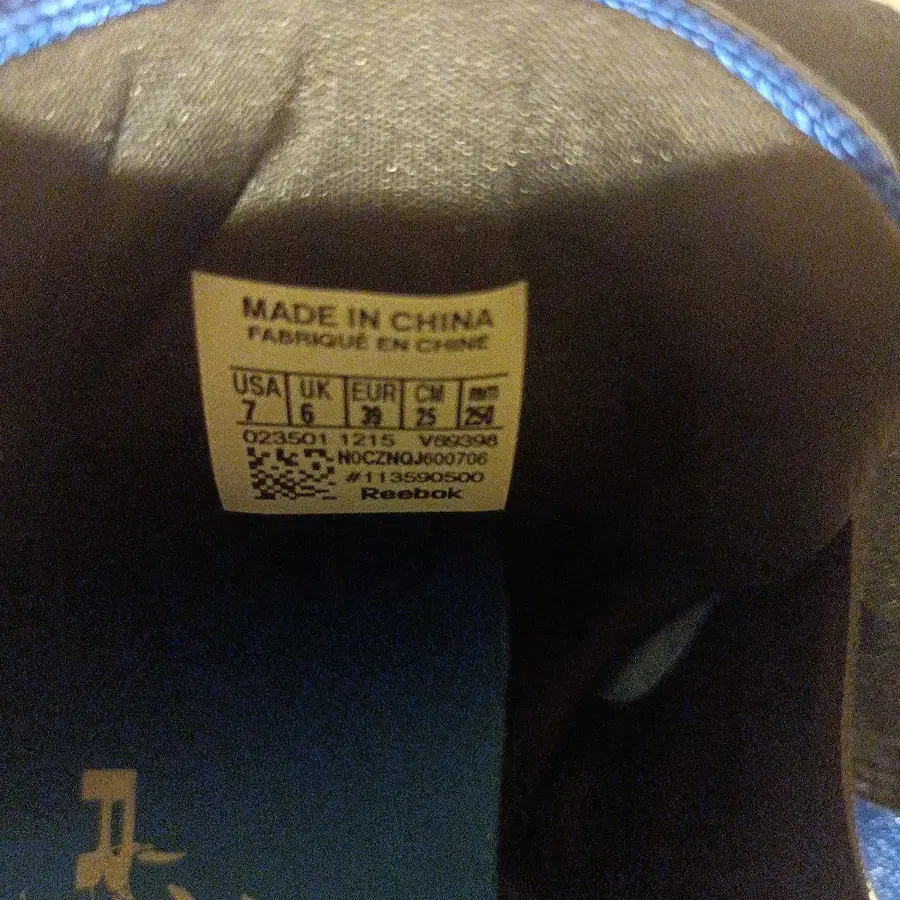 MADE IN CHINA
FABRIQUÉ EN CHINE
USA UK EUR CM mm
7 6 39 25 250
023501 1215 V69398
N0CZNQJ600706
#113590500
Reebok